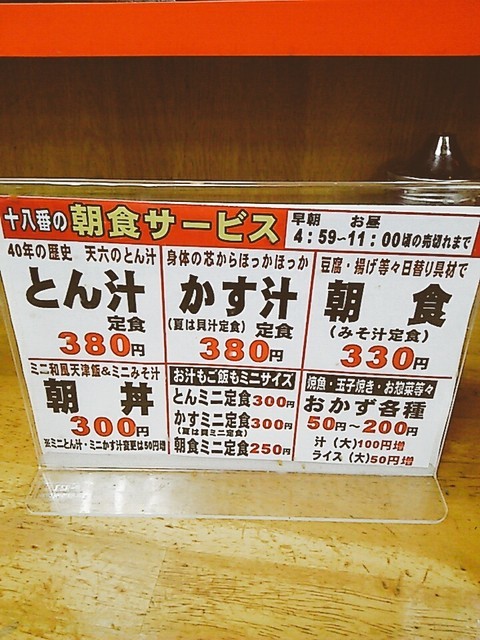 十八番の朝食サービス
早朝 お昼
4:59~11:00頃の売切れまで
40年の歴史 天六のとん汁
とん汁
定食
380円
身体の芯からほっかほっか
かす汁
(夏は貝汁定食) 定食
380円
豆腐・揚げ等々日替り具材で
朝食
(みそ汁定食)
330円
ミニ和風天津飯&ミニみそ汁
朝丼
300円
※ミニとん汁・ミニかす汁変更は50円増
お汁もご飯もミニサイズ
とんミニ定食300円
かすミニ定食300円
(夏は貝ミニ定食)
朝食ミニ定食250円
焼魚・玉子焼き・お惣菜等々
おかず各種
50円~200円
汁(大)100円増
ライス(大)50円増